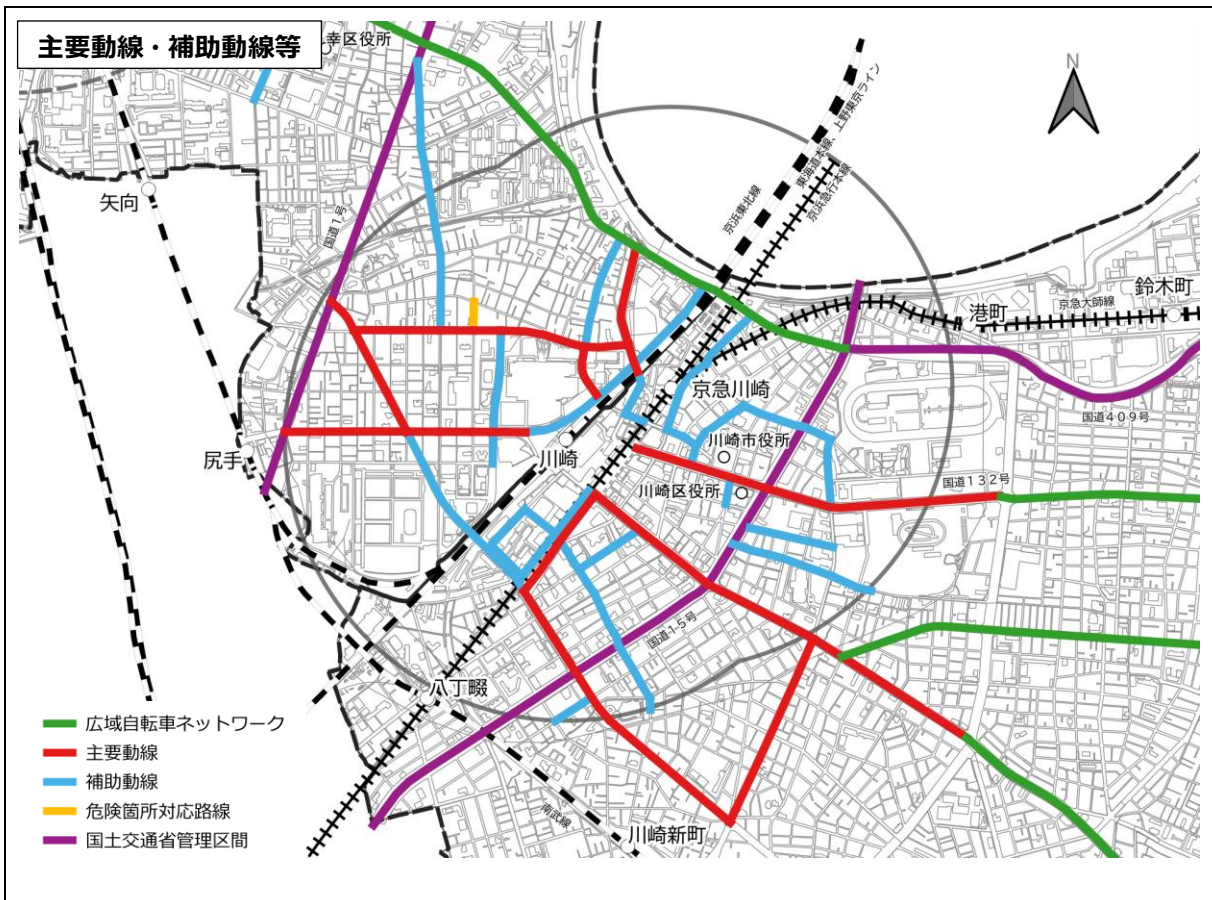 主要動線・補助動線等
幸区役所
N
京浜東北線
東海道本線、上野東京ライン
京浜急行本線
矢向
国道1号
鈴木町
京急大師線
港町
京急川崎
国道409号
川崎市役所
尻手
川崎
川崎区役所
国道132号
国道15号
八丁畷
南武線
川崎新町
広域自転車ネットワーク
主要動線
補助動線
危険箇所対応路線
国土交通省管理区間